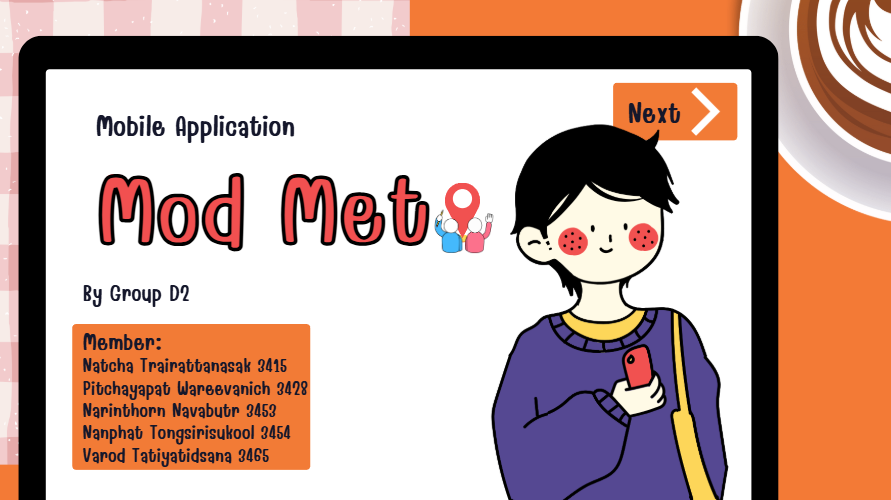 Next
Mobile Application
Mod Met
By Group D2
Member:
Natcha Trairattanasak 3415
Pitchayapat Wareevanich 3428
Narinthorn Navabutr 3453
Nanphat Tongsirisukool 3454
Varod Tatiyatidsana 3465